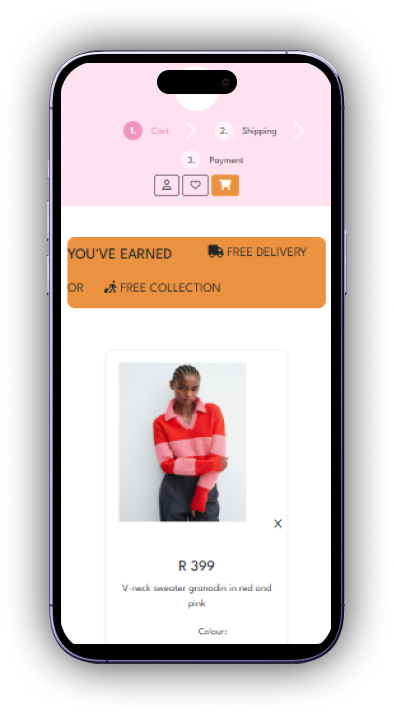 1. Cart 2. Shipping
3. Payment
YOU'VE EARNED FREE DELIVERY
OR FREE COLLECTION
X
R 399
V-neck sweater granadin in red and
pink
Colour: